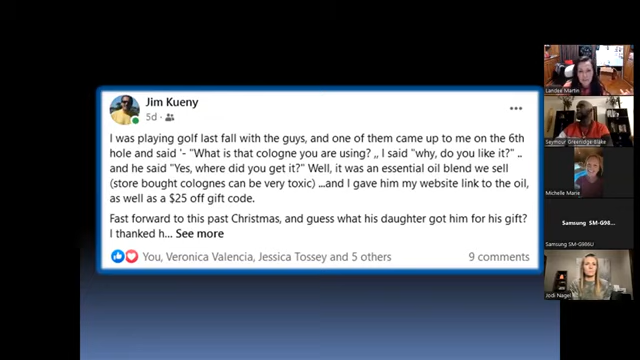 Jim Kueny
5d
I was playing golf last fall with the guys, and one of them came up to me on the 6th
hole and said '- "What is that cologne you are using? ,, I said "why, do you like it?" ..
and he said "Yes, where did you get it?" Well, it was an essential oil blend we sell
(store bought colognes can be very toxic) ...and I gave him my website link to the oil,
as well as a $25 off gift code.
Fast forward to this past Christmas, and guess what his daughter got him for his gift?
I thanked h... See more
You, Veronica Valencia, Jessica Tossey and 5 others
9 comments
Landee Martin
Seymour Greenidge Blake
Michelle Marie
Samsung SM-G98...
Samsung SM-G986U
Jodi Nagel